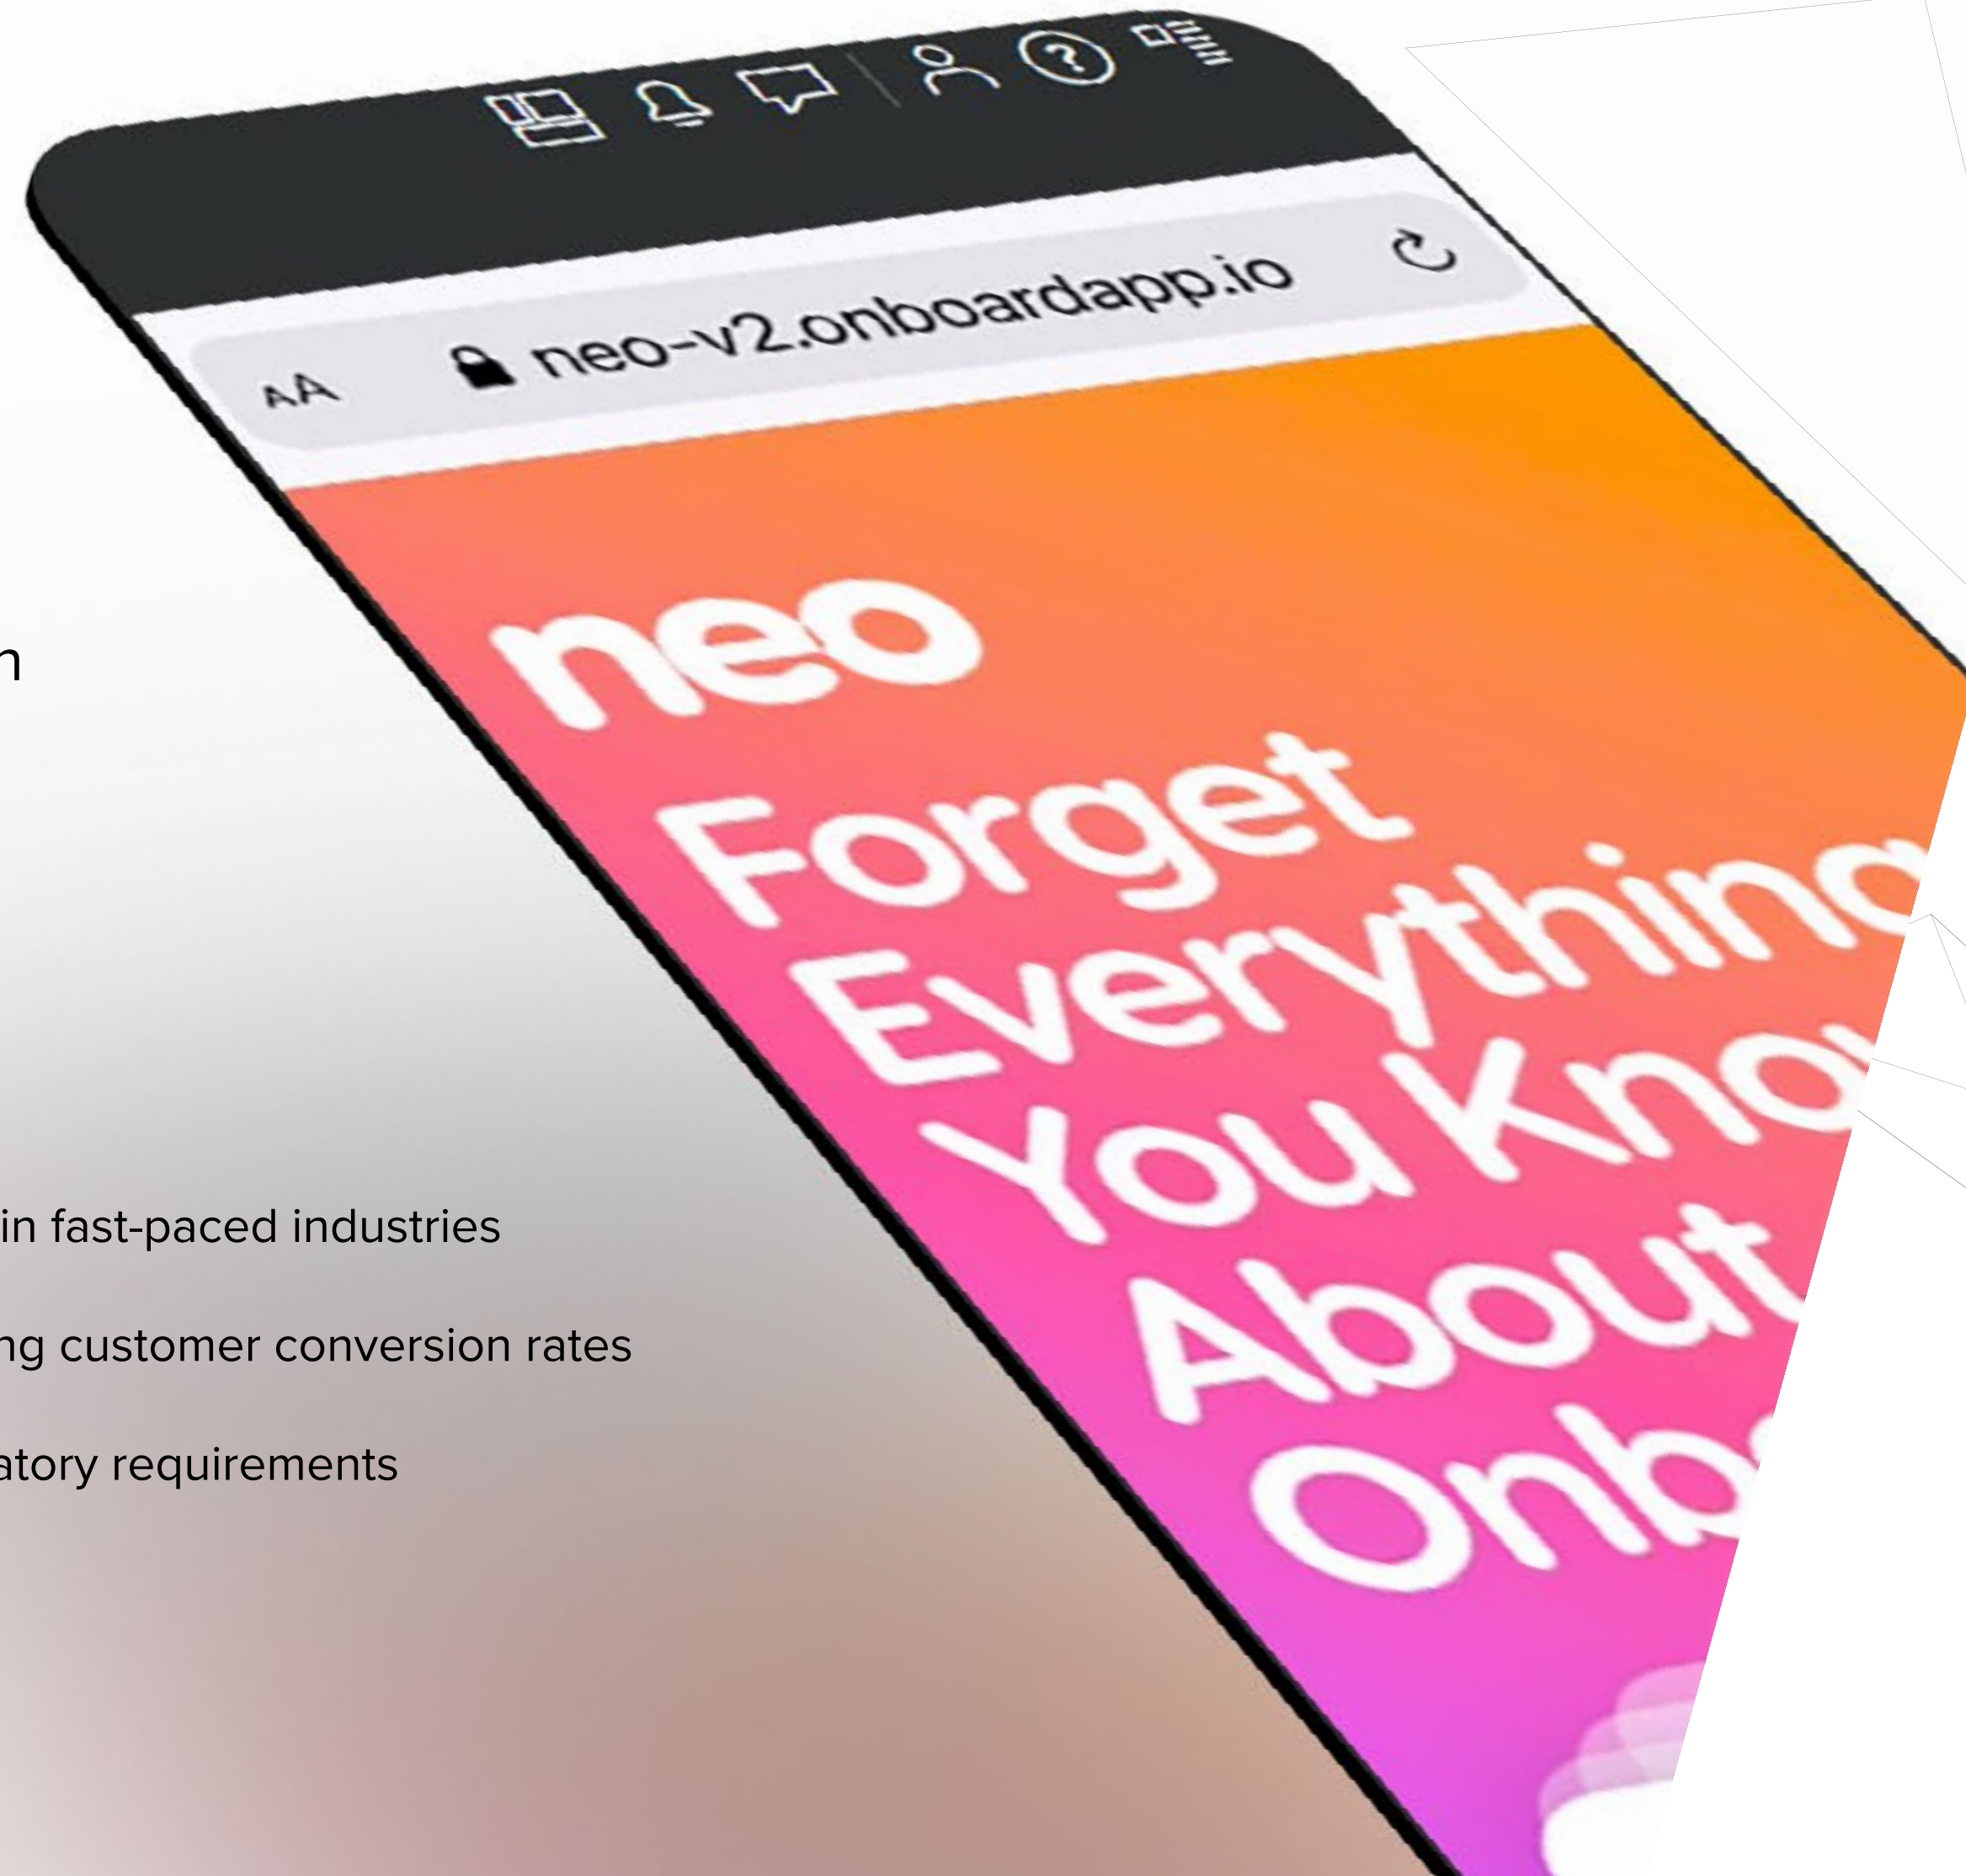 AA neo-v2.onboardapp.io
neo
Forget
Everything
You Kno
About
Onb
n
in fast-paced industries
ng customer conversion rates
atory requirements